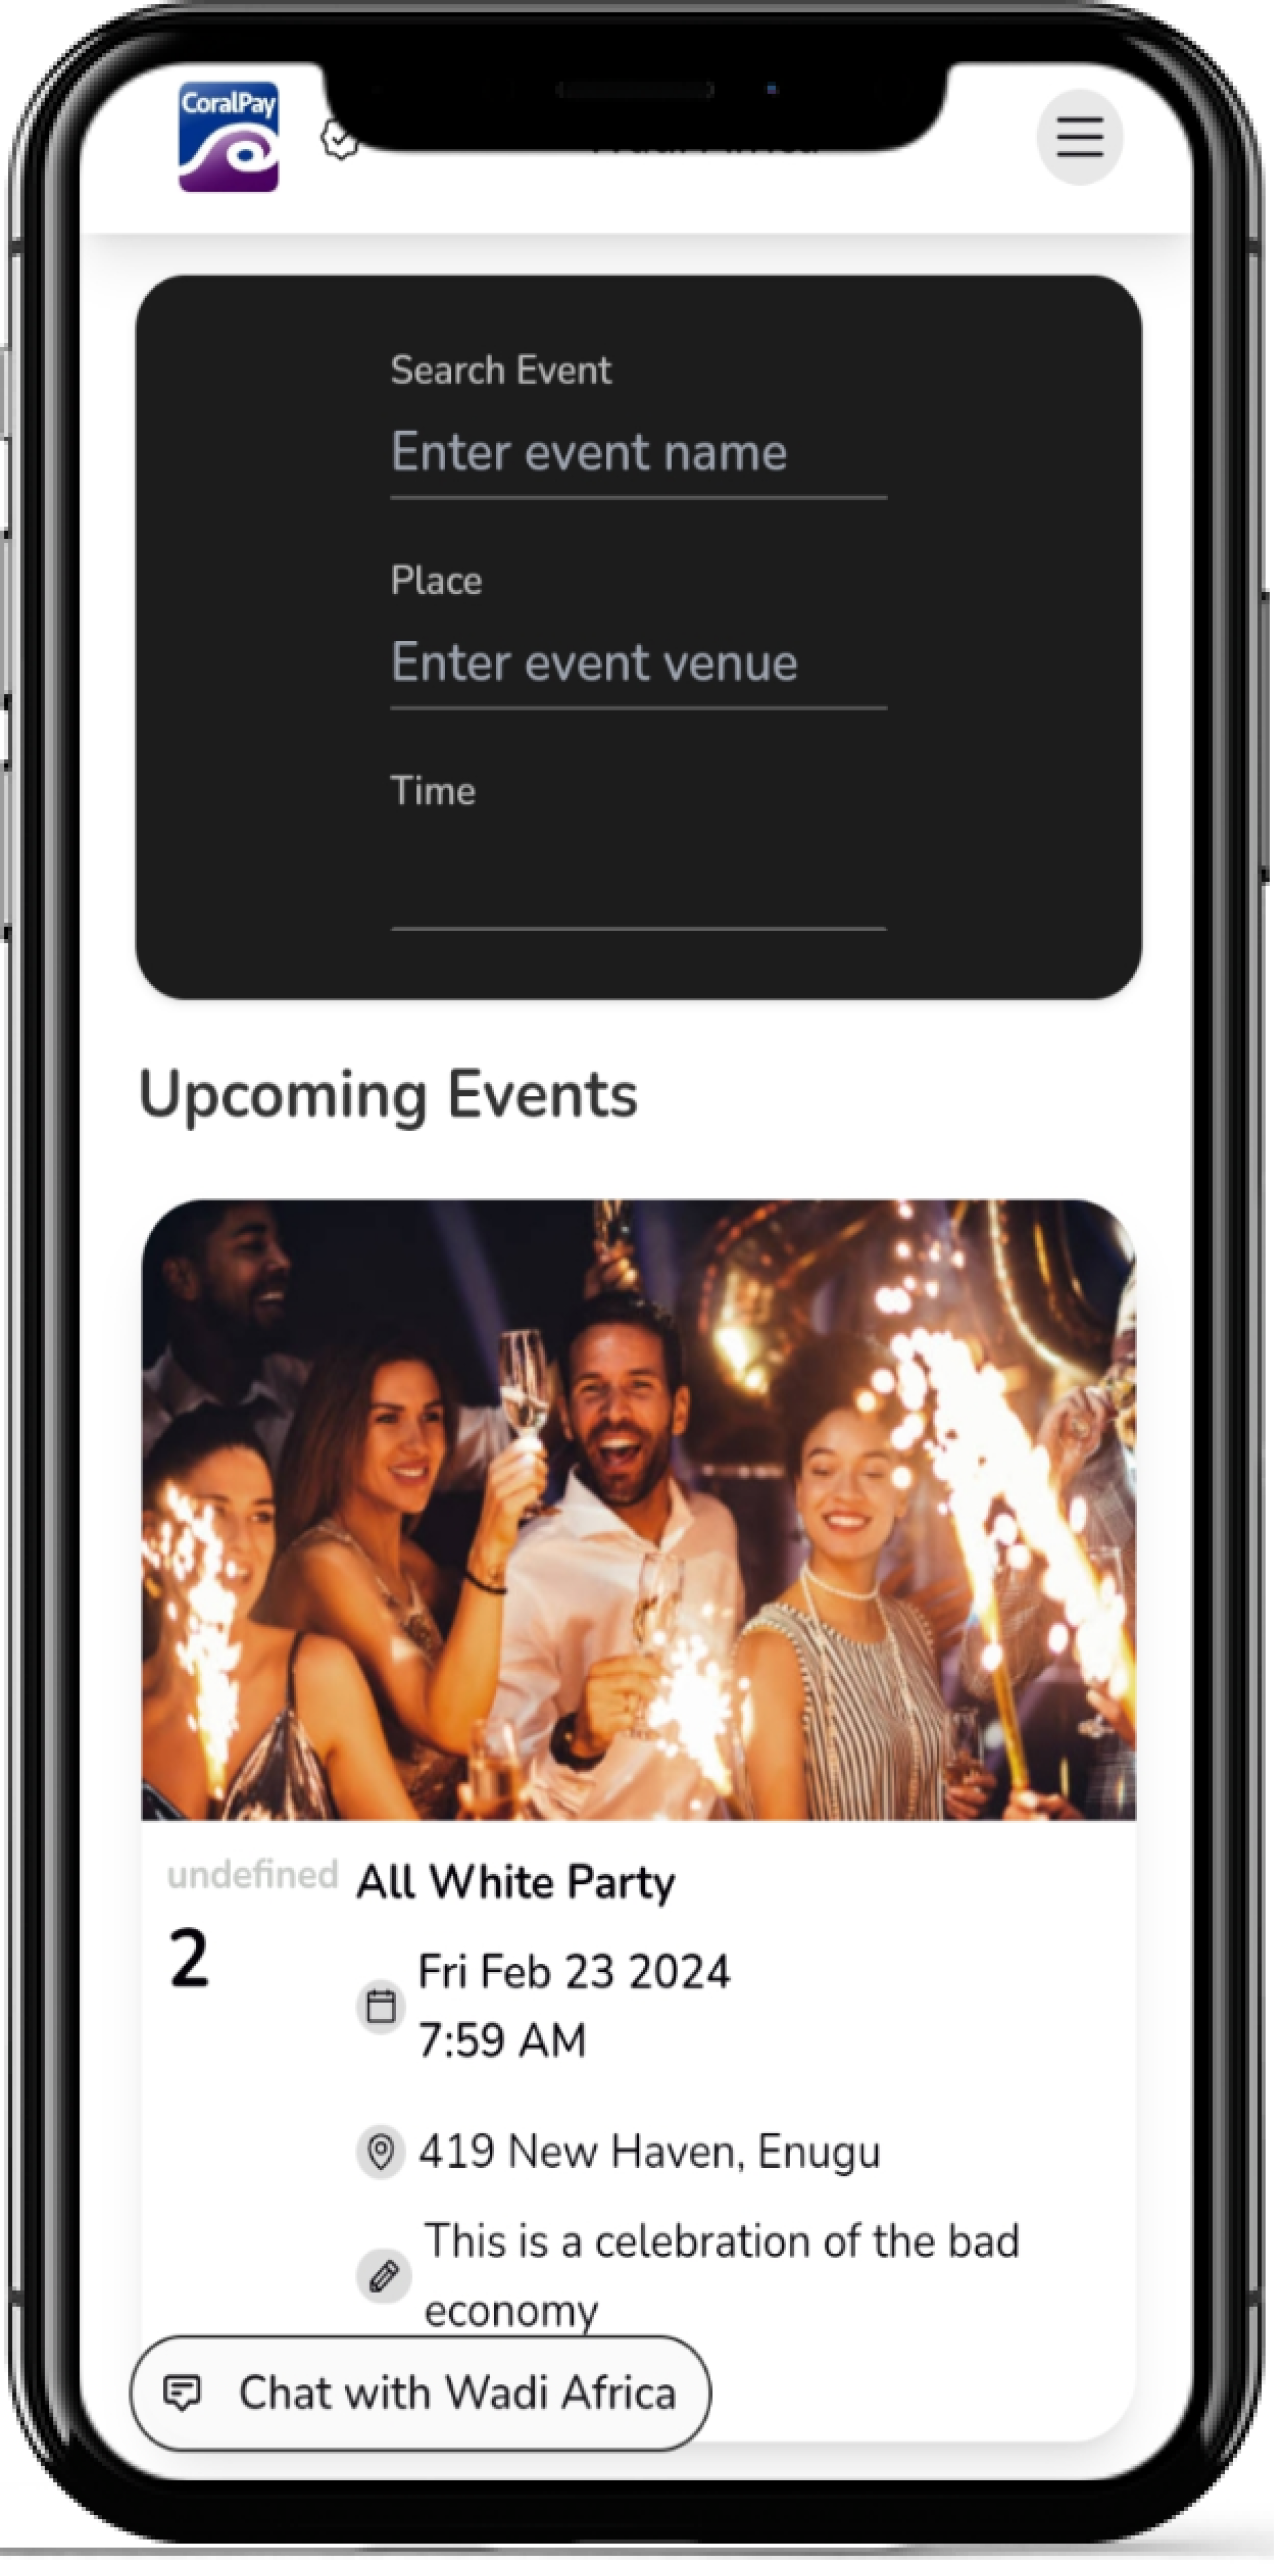 CoralPay
Search Event
Enter event name
Place
Enter event venue
Time
Upcoming Events
undefined
2
All White Party
Fri Feb 23 2024
7:59 AM
419 New Haven, Enugu
This is a celebration of the bad
economy
Chat with Wadi Africa